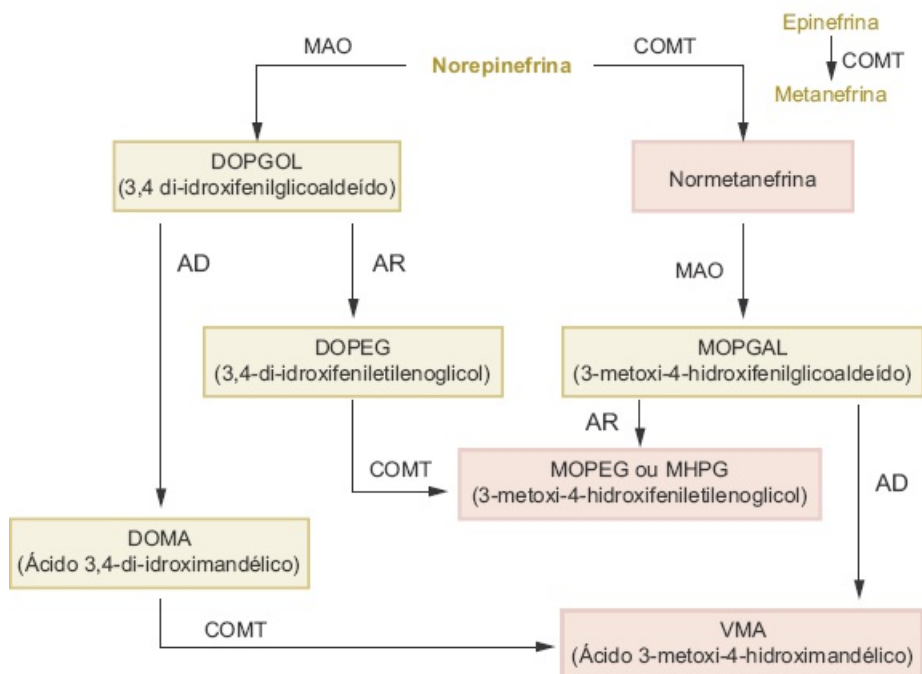 MAO
Norepinefrina
COMT
Epinefrina
COMT
Metanefrina
DOPGOL
(3,4 di-idroxifenilglicoaldeído)
Normetanefrina
AD
AR
MAO
DOPEG
(3,4-di-idroxifeniletilenoglicol)
MOPGAL
(3-metoxi-4-hidroxifenilglicoaldeído)
AR
COMT
MOPEG ou MHPG
(3-metoxi-4-hidroxifeniletilenoglicol)
AD
DOMA
(Ácido 3,4-di-idroximandélico)
COMT
VMA
(Ácido 3-metoxi-4-hidroximandélico)